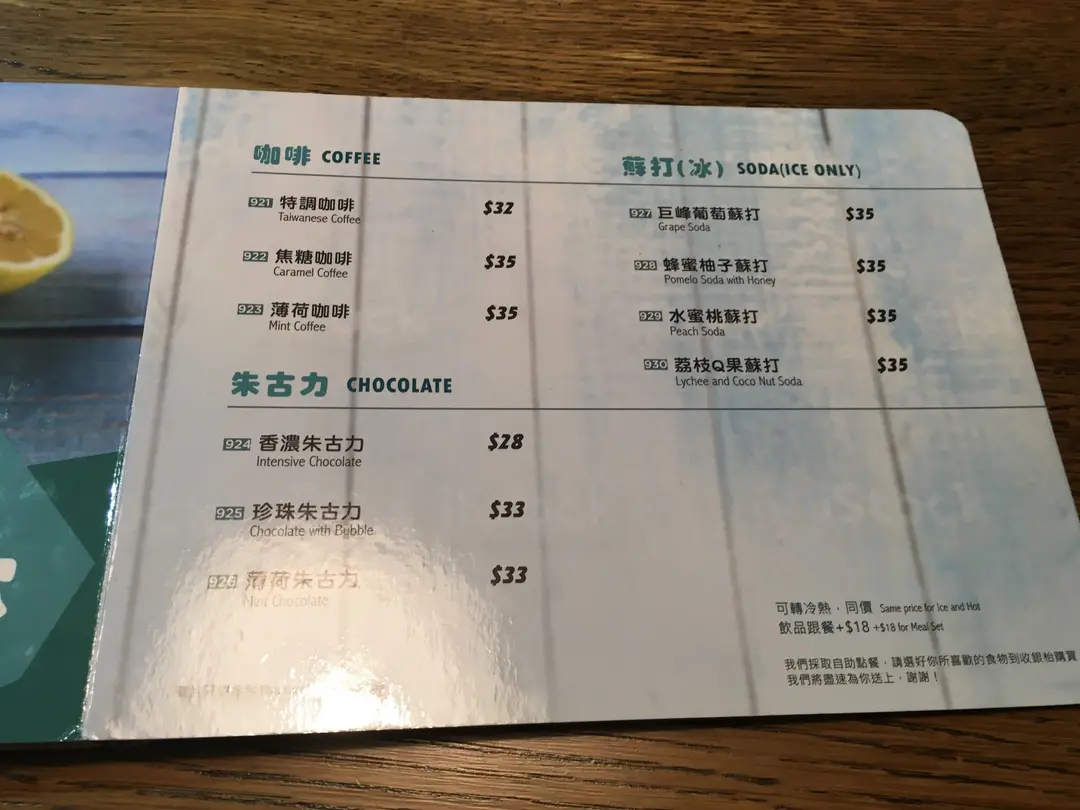 咖啡 COFFEE
921 特調咖啡 $32
Taiwanese Coffee
922 焦糖咖啡 $35
Caramel Coffee
923 薄荷咖啡 $35
Mint Coffee
朱古力 CHOCOLATE
924 香濃朱古力 $28
Intensive Chocolate
925 珍珠朱古力 $33
Chocolate with Bubble
926 薄荷朱古力 $33
Mint Chocolate
蘇打(冰) SODA(ICE ONLY)
927 巨峰葡萄蘇打 $35
Grape Soda
928 蜂蜜柚子蘇打 $35
Pomelo Soda with Honey
929 水蜜桃蘇打 $35
Peach Soda
930 荔枝Q果蘇打 $35
Lychee and Coco Nut Soda
可轉冷熱，同價 Same price for Ice and Hot
飲品跟餐+$18 +$18 for Meal Set
我們採取自助點餐，請選好你所喜歡的食物到收銀枱購買
我們將盡速為你送上，謝謝！